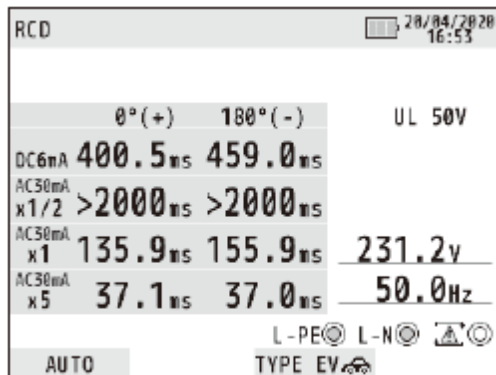 RCD 20/04/2020
16:53
0°(+) 180°(-) UL 50V
DC6mA 400.5ms 459.0ms
AC30mA x1/2 >2000ms >2000ms
AC30mA x1 135.9ms 155.9ms 231.2V
AC30mA x5 37.1ms 37.0ms 50.0Hz
L-PE L-N
AUTO TYPE EV